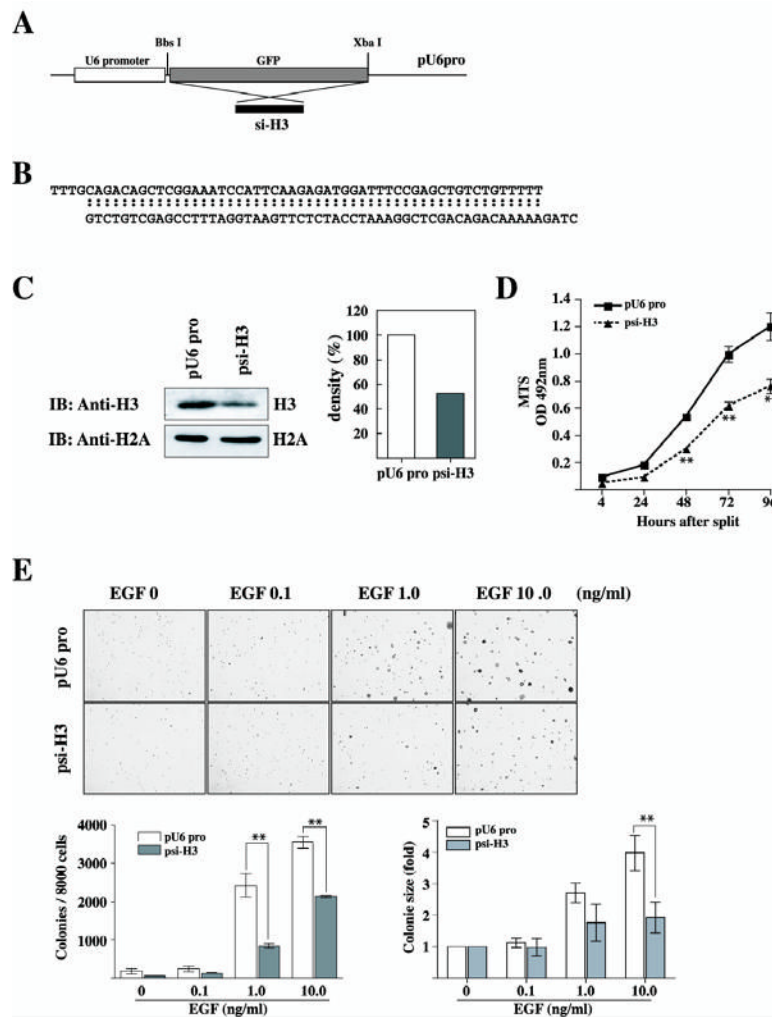 A
Bbs I Xba I
U6 promoter GFP pU6pro
si-H3
B
TTTGCAGACAGCTCGGAAATCCATTCAAGAGATGGATTTCCGAGCTGTCTGTTTTT
GTCTGTCGAGCCTTTAGGTAAGTTCTCTACCTAAAGGCTCGACAGACAAAAAGATC
C
pU6 pro psi-H3
IB: Anti-H3 H3
IB: Anti-H2A H2A
density (%)
120
100
80
60
40
20
pU6 pro psi-H3
D
pU6 pro
psi-H3
MTS
OD 492nm
1.4
1.2
1.0
0.8
0.6
0.4
0.2
** ** *
4 24 48 72 96
Hours after split
E
EGF 0 EGF 0.1 EGF 1.0 EGF 10 .0 (ng/ml)
pU6 pro
psi-H3
Colonies / 8000 cells
4000
3000
2000
1000
pU6 pro
psi-H3
** **
0 0.1 1.0 10.0
EGF (ng/ml)
Colonie size (fold)
5
4
3
2
1
pU6 pro
psi-H3
**
0 0.1 1.0 10.0
EGF (ng/ml)